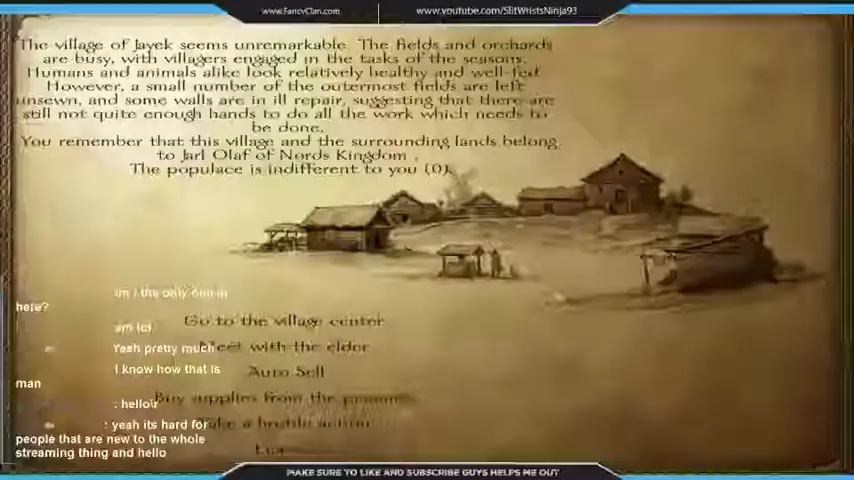 www.FancyClan.com
www.youtube.com/SlitWristsNinja93
The village of Jayek seems unremarkable. The fields and orchards
are busy, with villagers engaged in the tasks of the seasons.
Humans and animals alike look relatively healthy and well-fed.
However, a small number of the outermost fields are left
unsewn, and some walls are in ill repair, suggesting that there are
still not quite enough hands to do all the work which needs to
be done.
You remember that this village and the surrounding lands belong
to Jarl Olaf of Nords Kingdom .
The populace is indifferent to you (0).
im i the only one in
here?
am lol
Yeah pretty much
I know how that is
man
: hello
: yeah its hard for
people that are new to the whole
streaming thing and hello
Go to the village center
Meet with the elder
Auto Sell
Buy supplies from the peasants
Take a hostile action
MAKE SURE TO LIKE AND SUBSCRIBE GUYS HELPS ME OUT